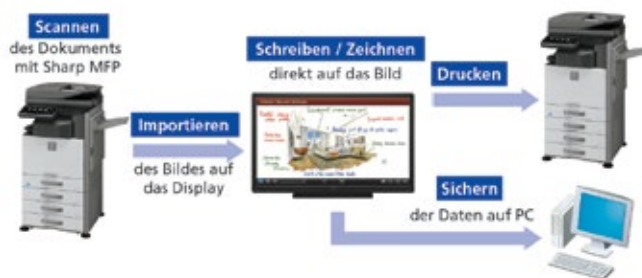 Scannen
des Dokuments
mit Sharp MFP
Importieren
des Bildes auf
das Display
Schreiben / Zeichnen
direkt auf das Bild
Drucken
Sichern
der Daten auf PC